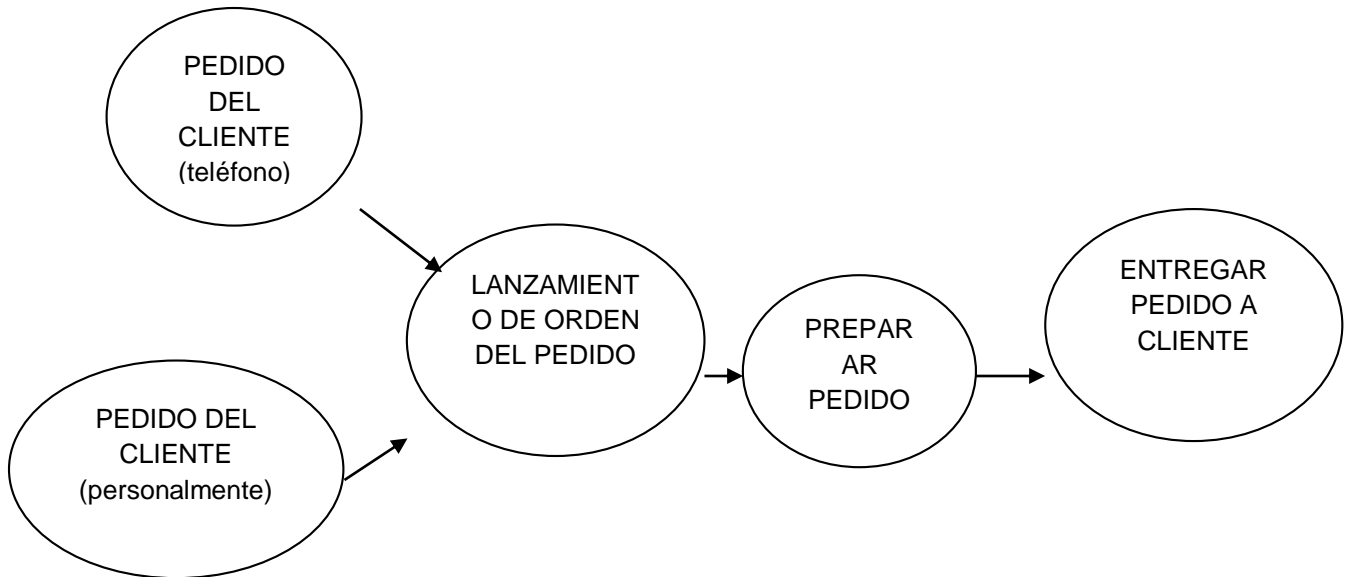 PEDIDO
DEL
CLIENTE
(teléfono)
PEDIDO DEL
CLIENTE
(personalmente)
LANZAMIENT
O DE ORDEN
DEL PEDIDO
PREPAR
AR
PEDIDO
ENTREGAR
PEDIDO A
CLIENTE